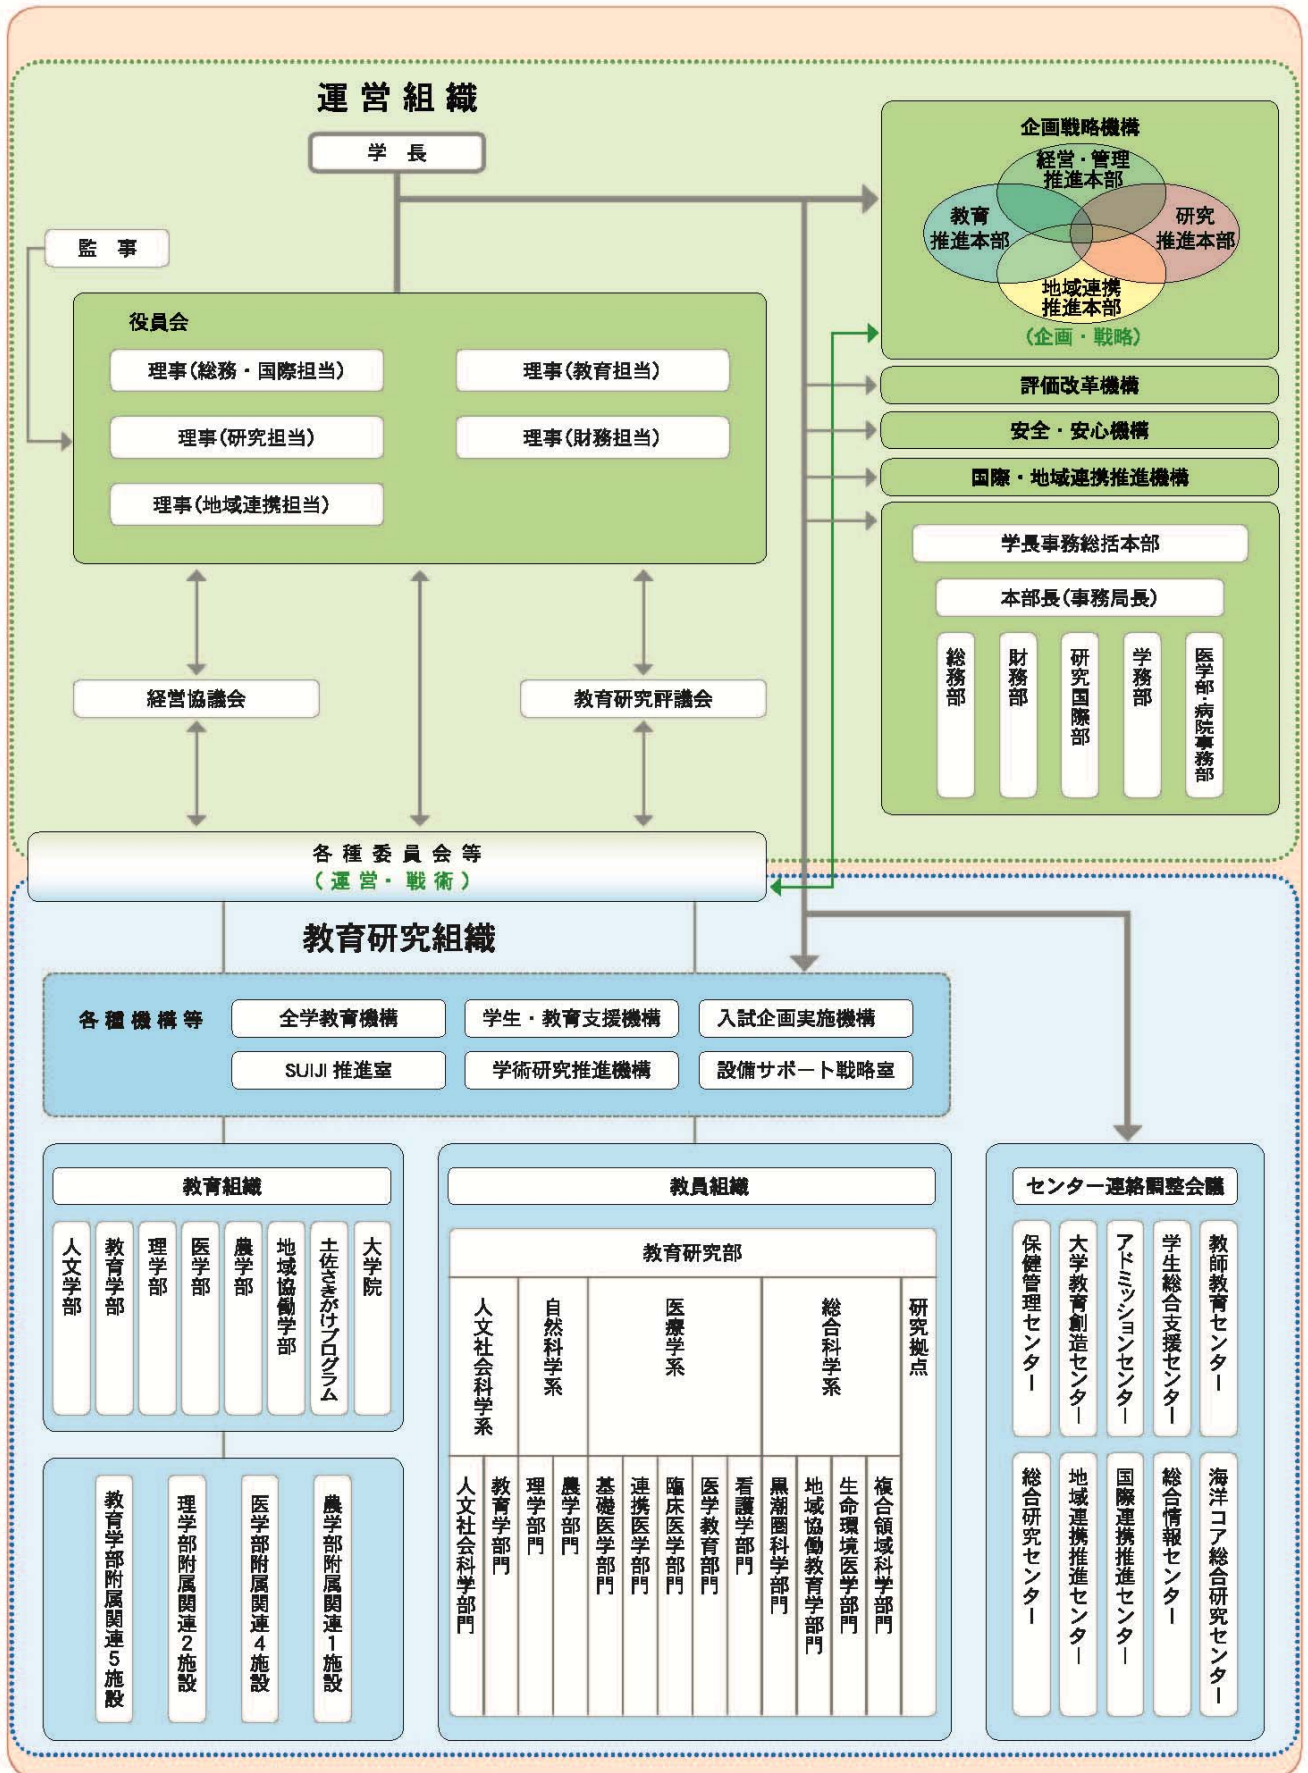 運営組織
学長
監事
役員会
理事(総務・国際担当)
理事(教育担当)
理事(研究担当)
理事(財務担当)
理事(地域連携担当)
経営協議会
教育研究評議会
各種委員会等
(運営・戦術)
企画戦略機構
経営・管理
推進本部
教育
推進本部
研究
推進本部
地域連携
推進本部
(企画・戦略)
評価改革機構
安全・安心機構
国際・地域連携推進機構
学長事務総括本部
本部長(事務局長)
総務部
財務部
研究国際部
学務部
医学部・病院事務部
教育研究組織
各種機構等
全学教育機構
学生・教育支援機構
入試企画実施機構
SUIJI 推進室
学術研究推進機構
設備サポート戦略室
教育組織
人文学部
教育学部
理学部
医学部
農学部
地域協働学部
土佐さきがけプログラム
大学院
教育学部附属関連5施設
理学部附属関連2施設
医学部附属関連4施設
農学部附属関連1施設
教員組織
教育研究部
人文社会科学系
自然科学系
医療学系
総合科学系
研究拠点
人文社会科学部門
教育学部門
理学部門
農学部門
基礎医学部門
連携医学部門
臨床医学部門
医学教育部門
看護学部門
黒潮圏科学部門
地域協働教育学部門
生命環境医学部門
複合領域科学部門
センター連絡調整会議
保健管理センター
大学教育創造センター
アドミッションセンター
学生総合支援センター
教師教育センター
総合研究センター
地域連携推進センター
国際連携推進センター
総合情報センター
海洋コア総合研究センター